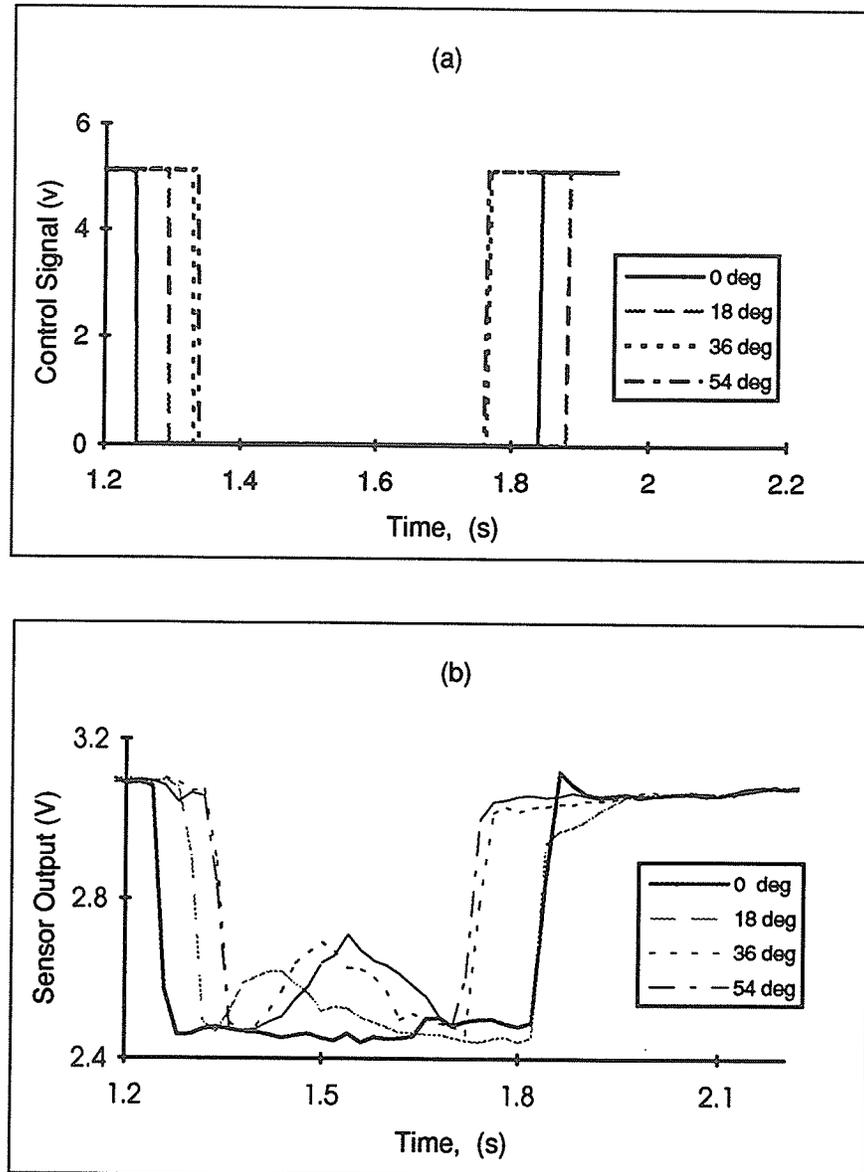 (a)
Control Signal (v)
6
4
2
0
1.2 1.4 1.6 1.8 2 2.2
Time, (s)
0 deg
18 deg
36 deg
54 deg
(b)
Sensor Output (V)
3.2
2.8
2.4
1.2 1.5 1.8 2.1
Time, (s)
0 deg
18 deg
36 deg
54 deg